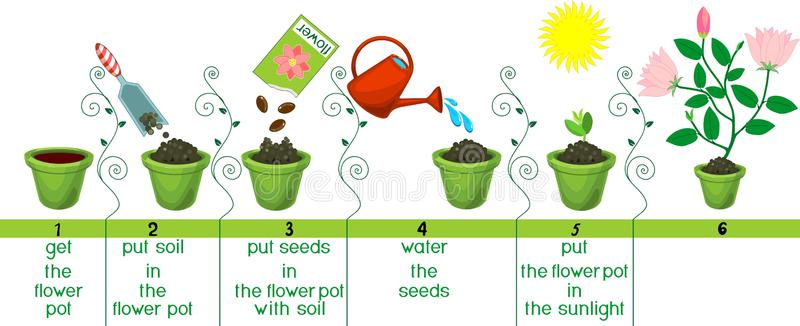 flower
1 2 3 4 5 6
get
the
flower
pot
put soil
in
the
flower pot
put seeds
in
the flower pot
with soil
water
the
seeds
put
the flower pot
in
the sunlight
dreamstime